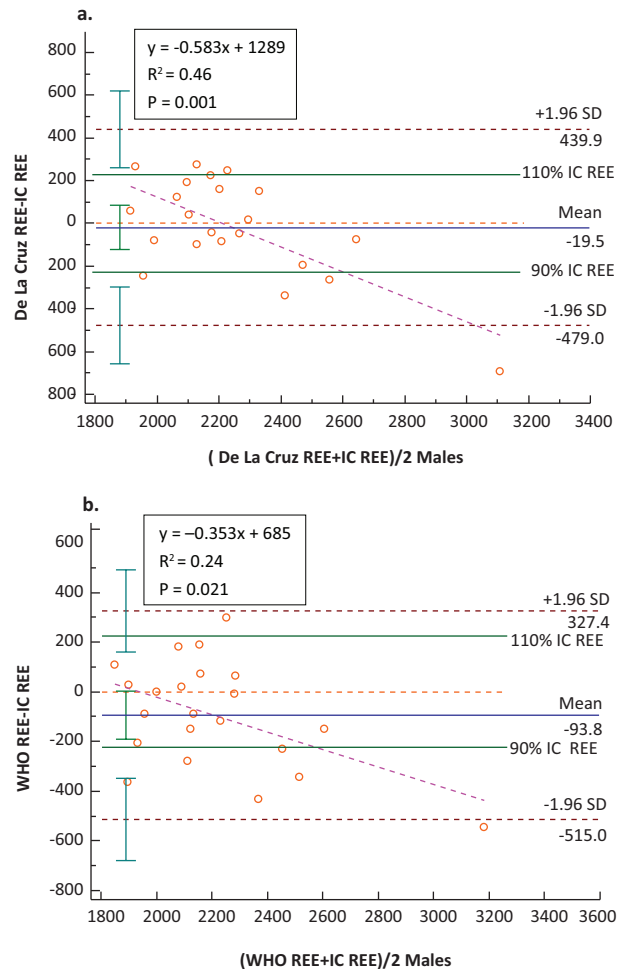 a.
y = -0.583x + 1289
R² = 0.46
P = 0.001
800
600
400
200
0
200
400
600
800
De La Cruz REE-IC REE
+1.96 SD
439.9
110% IC REE
Mean
-19.5
90% IC REE
-1.96 SD
-479.0
1800 2000 2200 2400 2600 2800 3000 3200 3400
( De La Cruz REE+IC REE)/2 Males
b.
y = –0.353x + 685
R² = 0.24
P = 0.021
600
400
200
0
-200
-400
-600
-800
WHO REE-IC REE
+1.96 SD
327.4
110% IC REE
Mean
-93.8
90% IC REE
-1.96 SD
-515.0
1800 2000 2200 2400 2600 2800 3000 3200 3400 3600
(WHO REE+IC REE)/2 Males